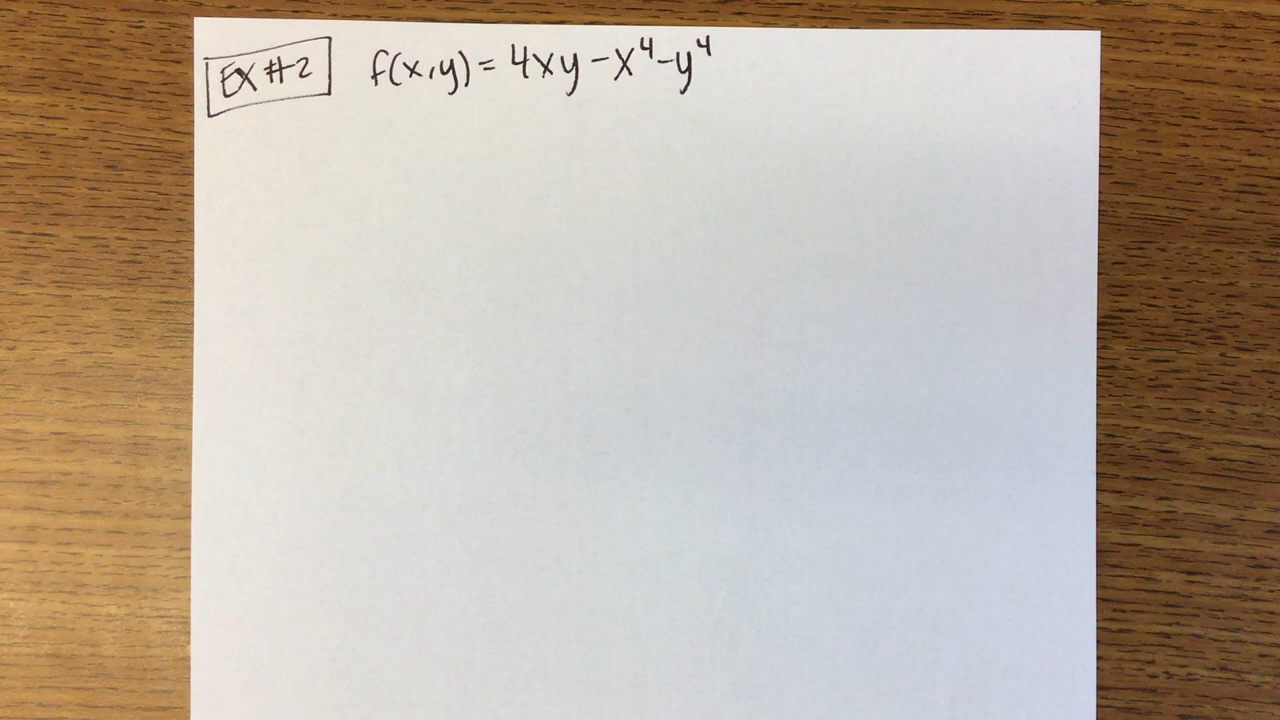 EX #2 f(x,y) = 4xy - x⁴ - y⁴